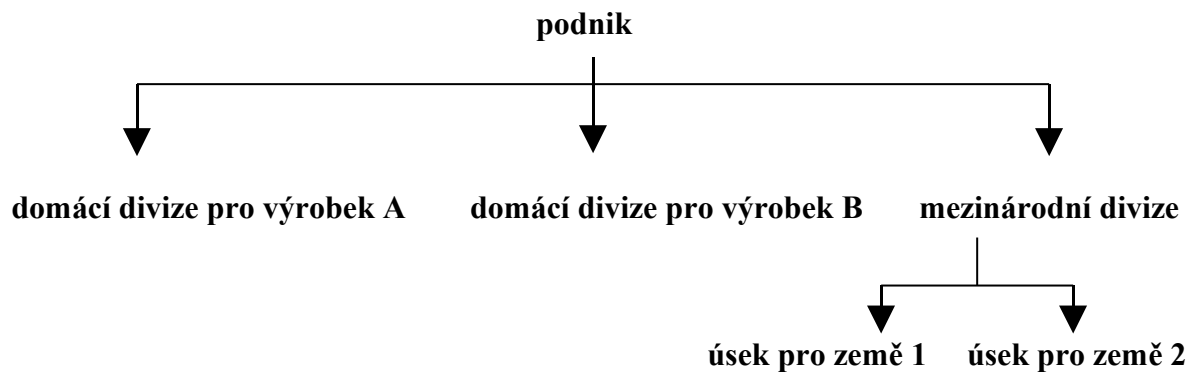 podnik
domácí divize pro výrobek A domácí divize pro výrobek B mezinárodní divize
úsek pro země 1 úsek pro země 2